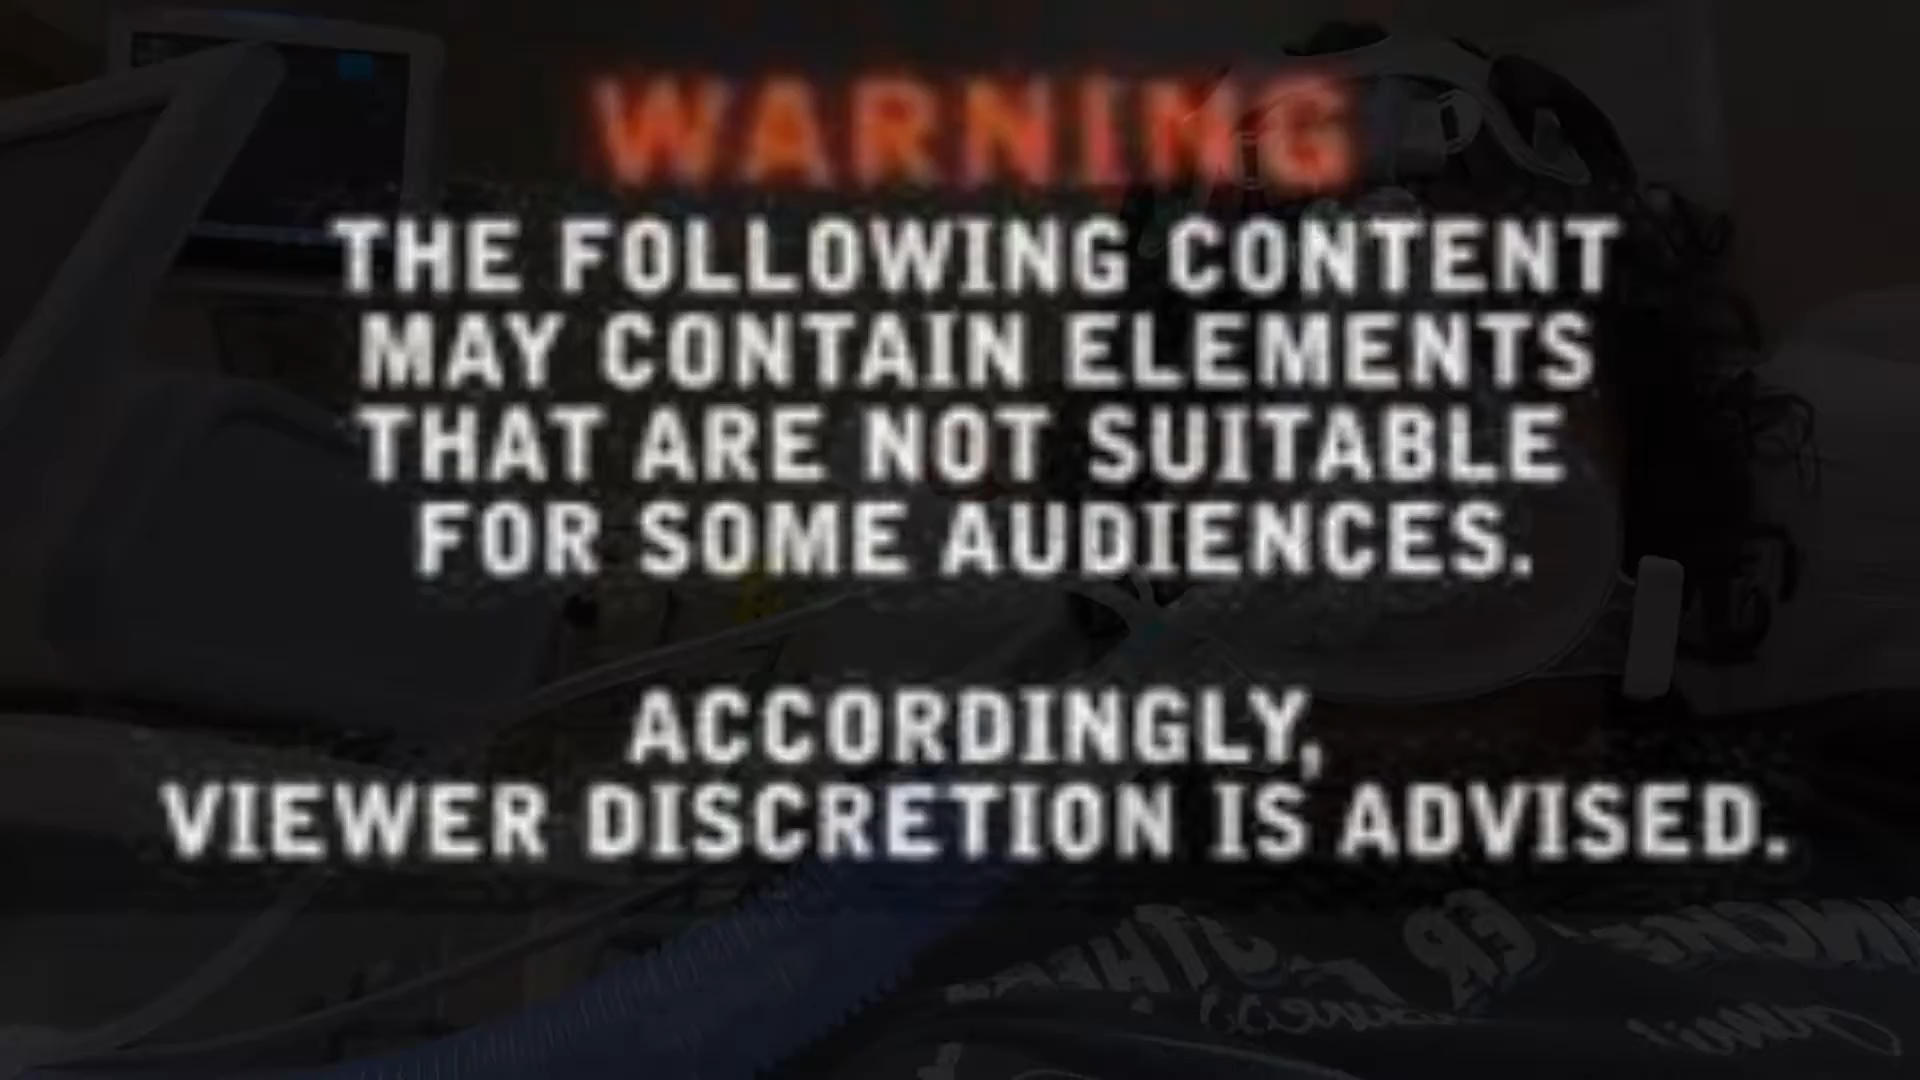 WARNING
THE FOLLOWING CONTENT
MAY CONTAIN ELEMENTS
THAT ARE NOT SUITABLE
FOR SOME AUDIENCES.
ACCORDINGLY,
VIEWER DISCRETION IS ADVISED.